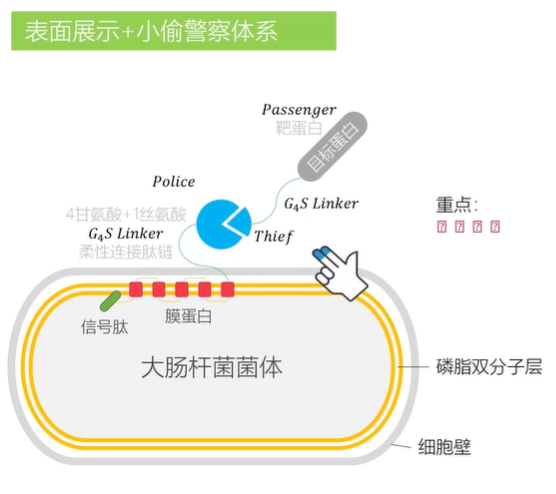 表面展示+小偷警察体系
Passenger
靶蛋白
目标蛋白
Police
4甘氨酸+1丝氨酸
G₄S Linker
柔性连接肽链
G₄S Linker
Thief
重点：
信号肽
膜蛋白
大肠杆菌菌体
磷脂双分子层
细胞壁